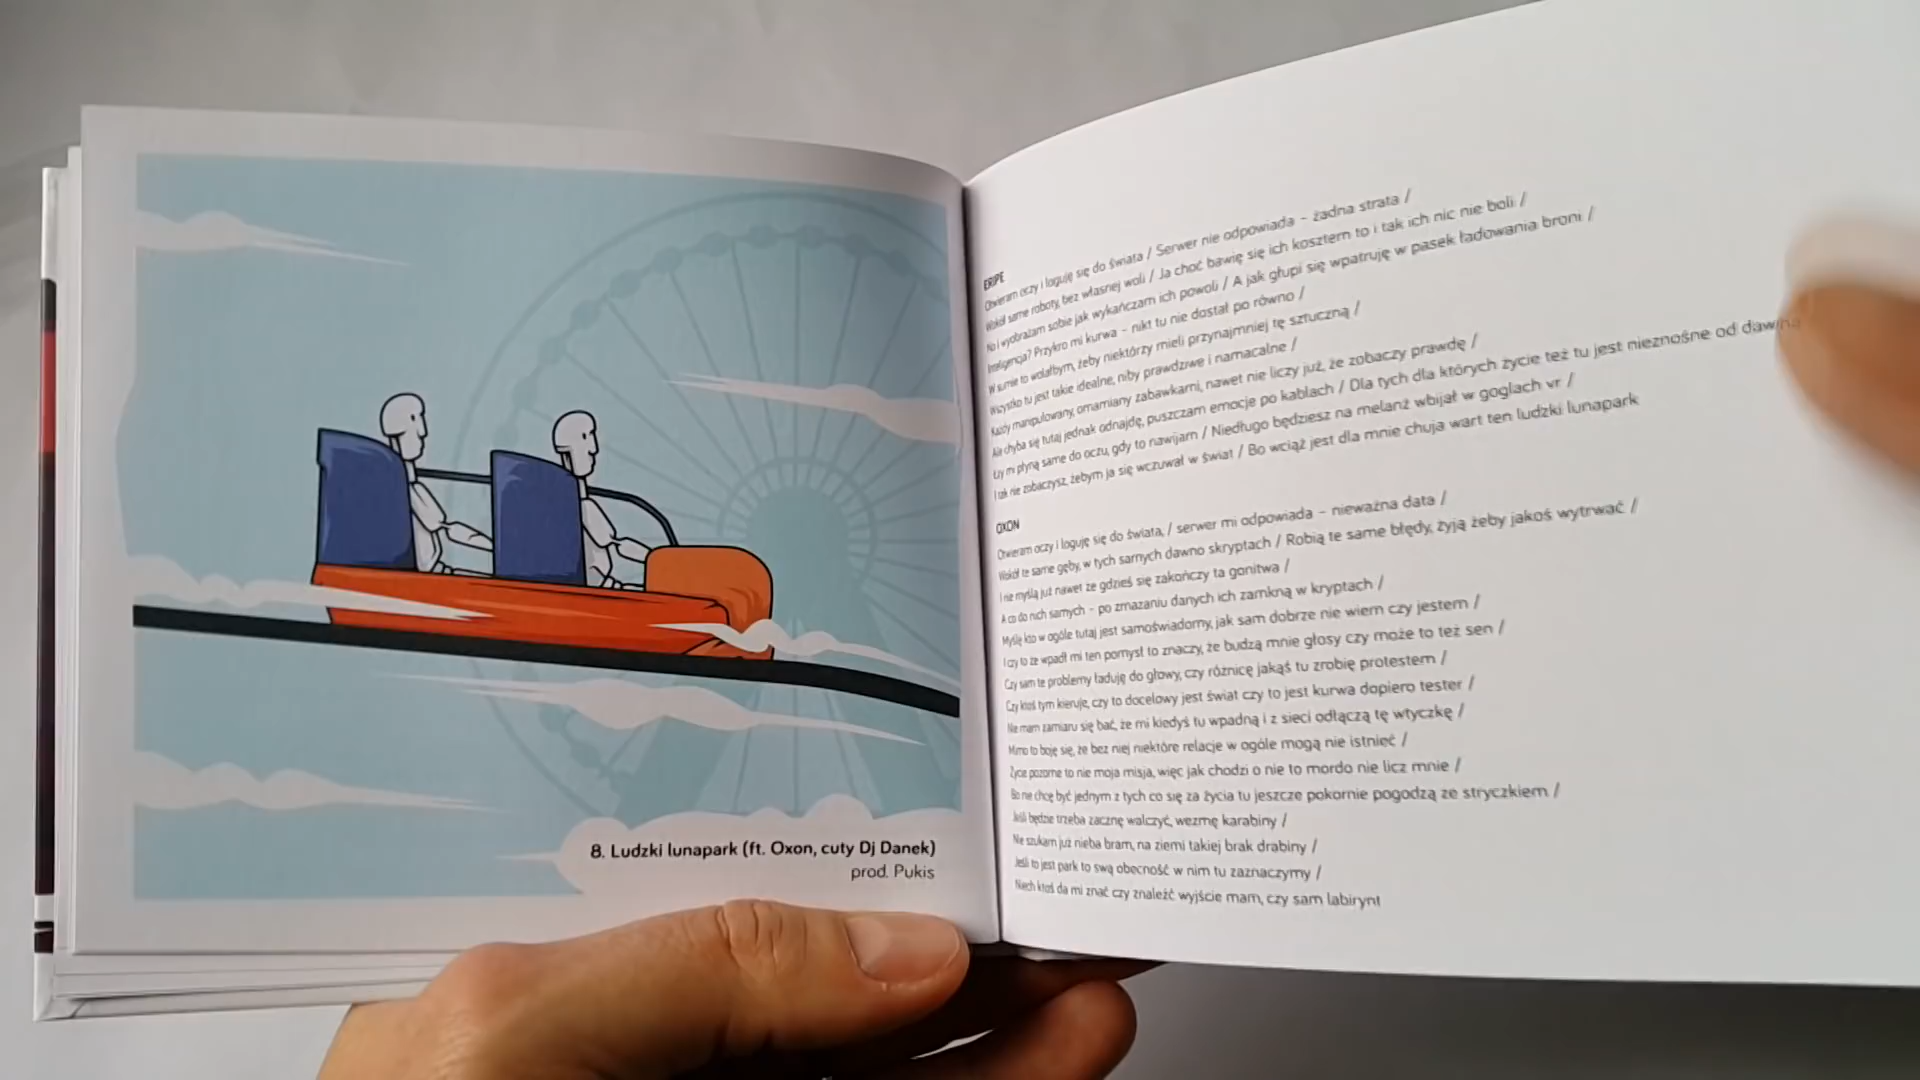 8. Ludzki lunapark (ft. Oxon, cuty Dj Danek)
prod. Pukis
ERIPE
Otwieram oczy i loguję się do świata / Serwer nie odpowiada – żadna strata /
Wokół same roboty, bez własnej woli / Ja choć bawię się ich kosztem to i tak ich nic nie boli /
No i wyobrażam sobie jak wykańczam ich powoli / A jak głupi się wpatruję w pasek ładowania broni /
Inteligencja? Przykro mi kurwa – nikt tu nie dostał po równo /
W sumie to wolałbym, żeby niektórzy mieli przynajmniej tę sztuczną /
Wszystko tu jest takie idealne, niby prawdziwe i namacalne /
Każdy manipulowany, omamiany zabawkami, nawet nie liczy już, że zobaczy prawdę /
Ale chyba się tutaj jednak odnajdę, puszczam emocje po kablach / Dla tych dla których życie też tu jest nieznośne od dawna
Łzy mi płyną same do oczu, gdy to nawijam / Niedługo będziesz na melanż wbijał w goglach vr /
I tak nie zobaczysz, żebym ja się wczuwał w świat / Bo wciąż jest dla mnie chuja wart ten ludzki lunapark
OXON
Otwieram oczy i loguję się do świata, / serwer mi odpowiada – nieważna data /
Wokół te same gęby, w tych samych dawno skryptach / Robią te same błędy, żyją żeby jakoś wytrwać /
I nie myślą już nawet że gdzieś się zakończy ta gonitwa /
A co do nich samych – po zmazaniu danych ich zamkną w kryptach /
Myślę kto w ogóle tutaj jest samoświadomy, jak sam dobrze nie wiem czy jestem /
I czy to że wpadł mi ten pomysł to znaczy, że budzą mnie głosy czy może to też sen /
Czy sam te problemy ładuję do głowy, czy różnicę jakąś tu zrobię protestem /
Czy ktoś tym kieruje, czy to docelowy jest świat czy to jest kurwa dopiero tester /
Nie mam zamiaru się bać, że mi kiedyś tu wpadną i z sieci odłączą tę wtyczkę /
Mimo to boję się, że bez niej niektóre relacje w ogóle mogą nie istnieć /
Życie pozorne to nie moja misja, więc jak chodzi o nie to mordo nie licz mnie /
Bo nie chcę być jednym z tych co się za życia tu jeszcze pokornie pogodzą ze stryczkiem /
Jeśli będzie trzeba zacznę walczyć, wezmę karabiny /
Nie szukam już nieba bram, na ziemi takiej brak drabiny /
Jeśli to jest park to swą obecność w nim tu zaznaczymy /
Niech ktoś da mi znać czy znaleźć wyjście mam, czy sam labirynt